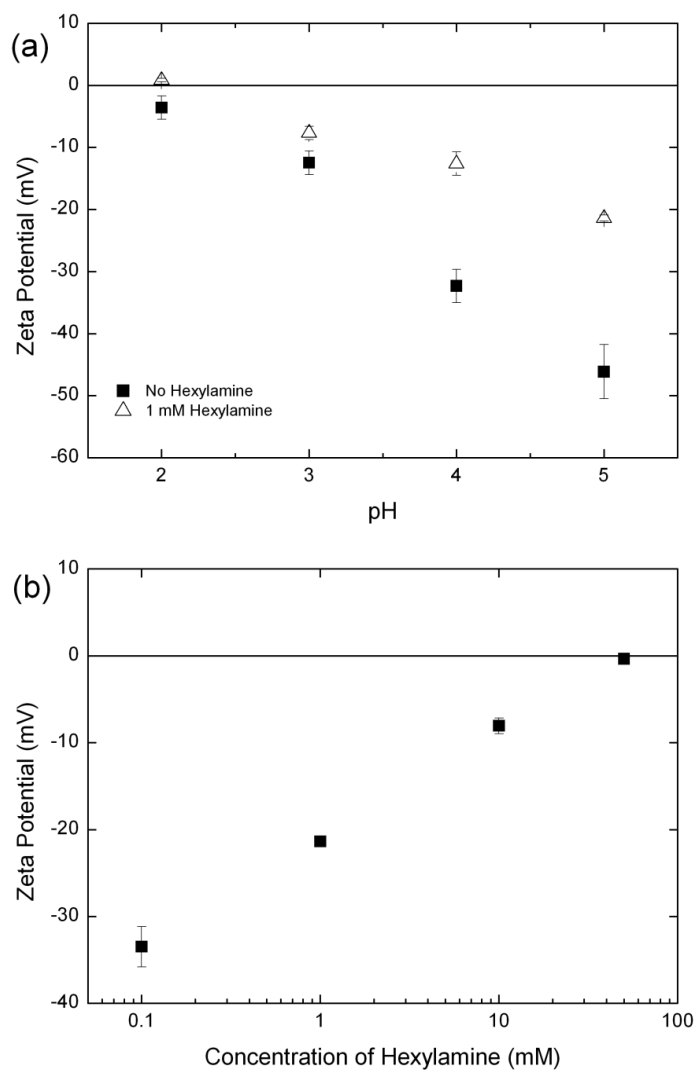 (a)
10
0
-10
-20
-30
-40
-50
-60
Zeta Potential (mV)
No Hexylamine
1 mM Hexylamine
2 3 4 5
pH
(b)
10
0
-10
-20
-30
-40
Zeta Potential (mV)
0.1 1 10 100
Concentration of Hexylamine (mM)